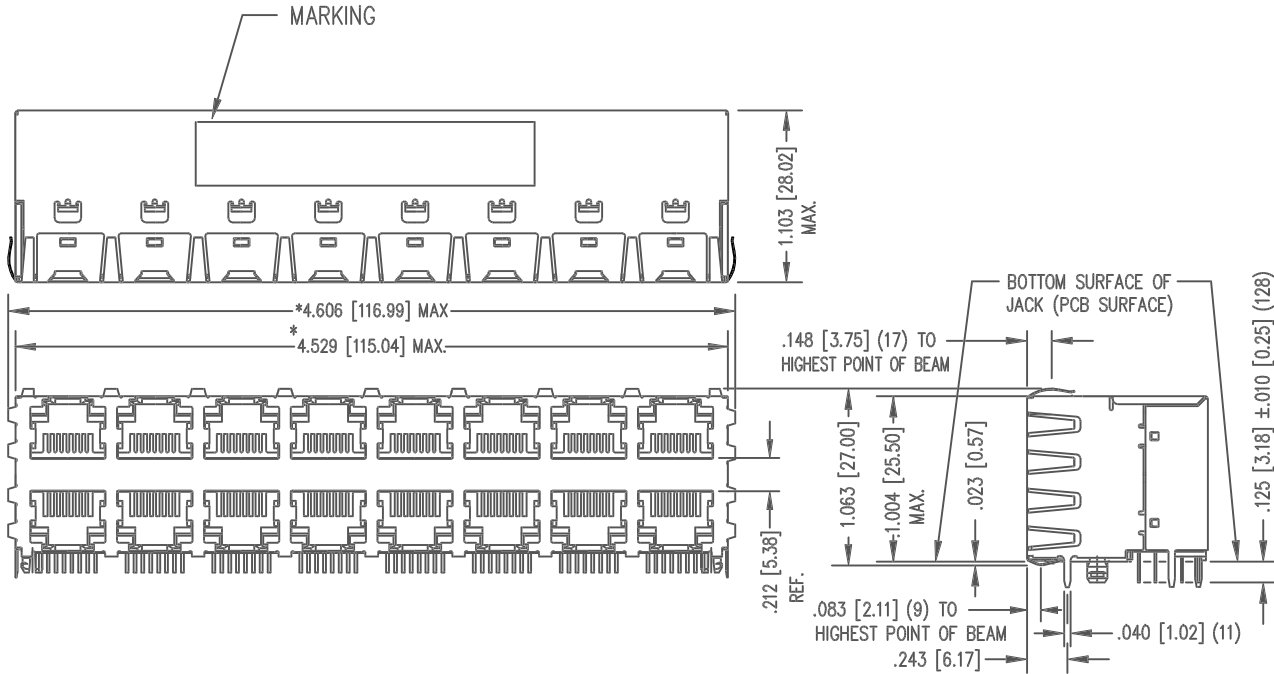 MARKING
1.103 [28.02]
MAX.
*4.606 [116.99] MAX
*
4.529 [115.04] MAX.
BOTTOM SURFACE OF
JACK (PCB SURFACE)
.148 [3.75] (17) TO
HIGHEST POINT OF BEAM
.125 [3.18] ±.010 [0.25] (128)
1.063 [27.00]
1.004 [25.50]
MAX.
.023 [0.57]
.212 [5.38]
REF.
.083 [2.11] (9) TO
HIGHEST POINT OF BEAM
.040 [1.02] (11)
.243 [6.17]